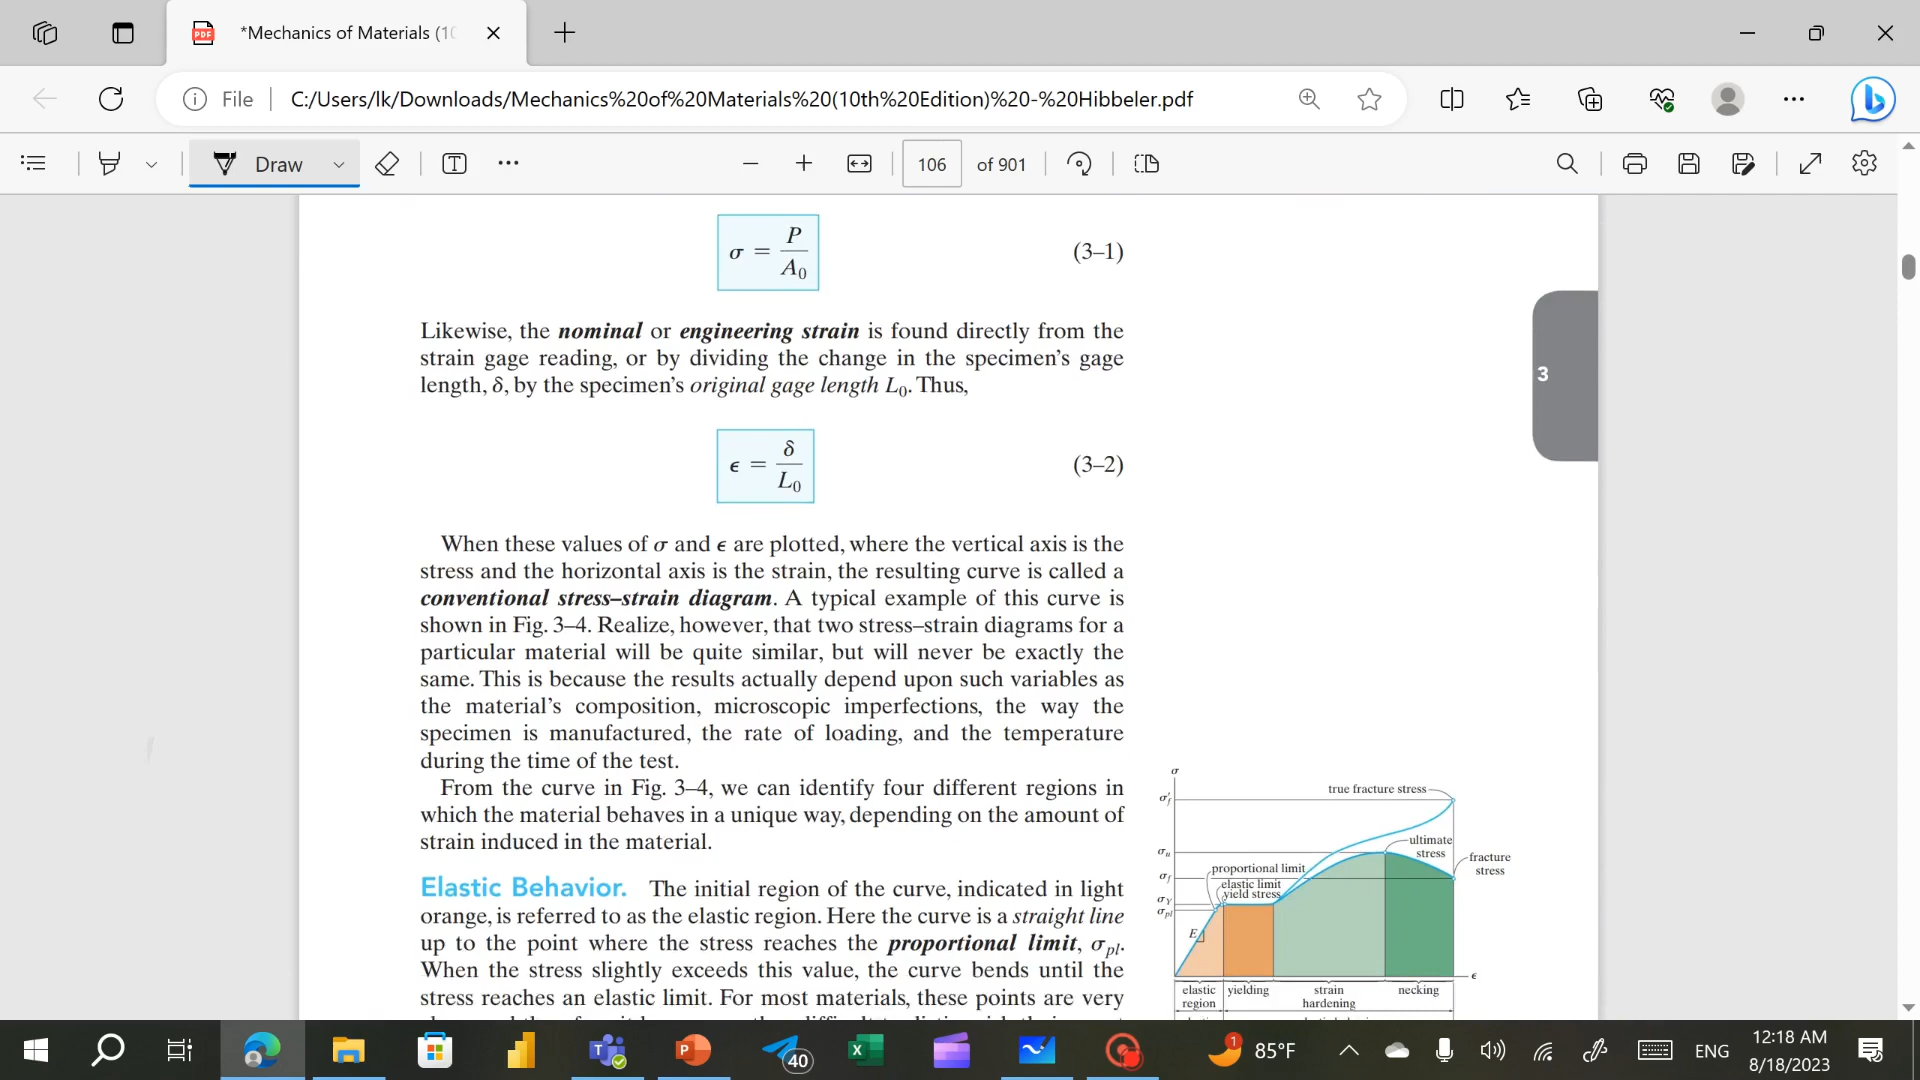 *Mechanics of Materials (10
File
C:/Users/lk/Downloads/Mechanics%20of%20Materials%20(10th%20Edition)%20-%20Hibbeler.pdf
Draw
106 of 901
σ = P / A₀ (3–1)
Likewise, the nominal or engineering strain is found directly from the
strain gage reading, or by dividing the change in the specimen's gage
length, δ, by the specimen's original gage length L₀. Thus,
3
ϵ = δ / L₀ (3–2)
When these values of σ and ϵ are plotted, where the vertical axis is the
stress and the horizontal axis is the strain, the resulting curve is called a
conventional stress–strain diagram. A typical example of this curve is
shown in Fig. 3–4. Realize, however, that two stress–strain diagrams for a
particular material will be quite similar, but will never be exactly the
same. This is because the results actually depend upon such variables as
the material's composition, microscopic imperfections, the way the
specimen is manufactured, the rate of loading, and the temperature
during the time of the test.
From the curve in Fig. 3–4, we can identify four different regions in
which the material behaves in a unique way, depending on the amount of
strain induced in the material.
Elastic Behavior. The initial region of the curve, indicated in light
orange, is referred to as the elastic region. Here the curve is a straight line
up to the point where the stress reaches the proportional limit, σpl.
When the stress slightly exceeds this value, the curve bends until the
stress reaches an elastic limit. For most materials, these points are very
σ
σ′f
true fracture stress
σu
ultimate
stress
fracture
stress
proportional limit
σf
elastic limit
yield stress
σY
σpl
E
ϵ
elastic
region
yielding
strain
hardening
necking
40
1
85°F
ENG
12:18 AM
8/18/2023